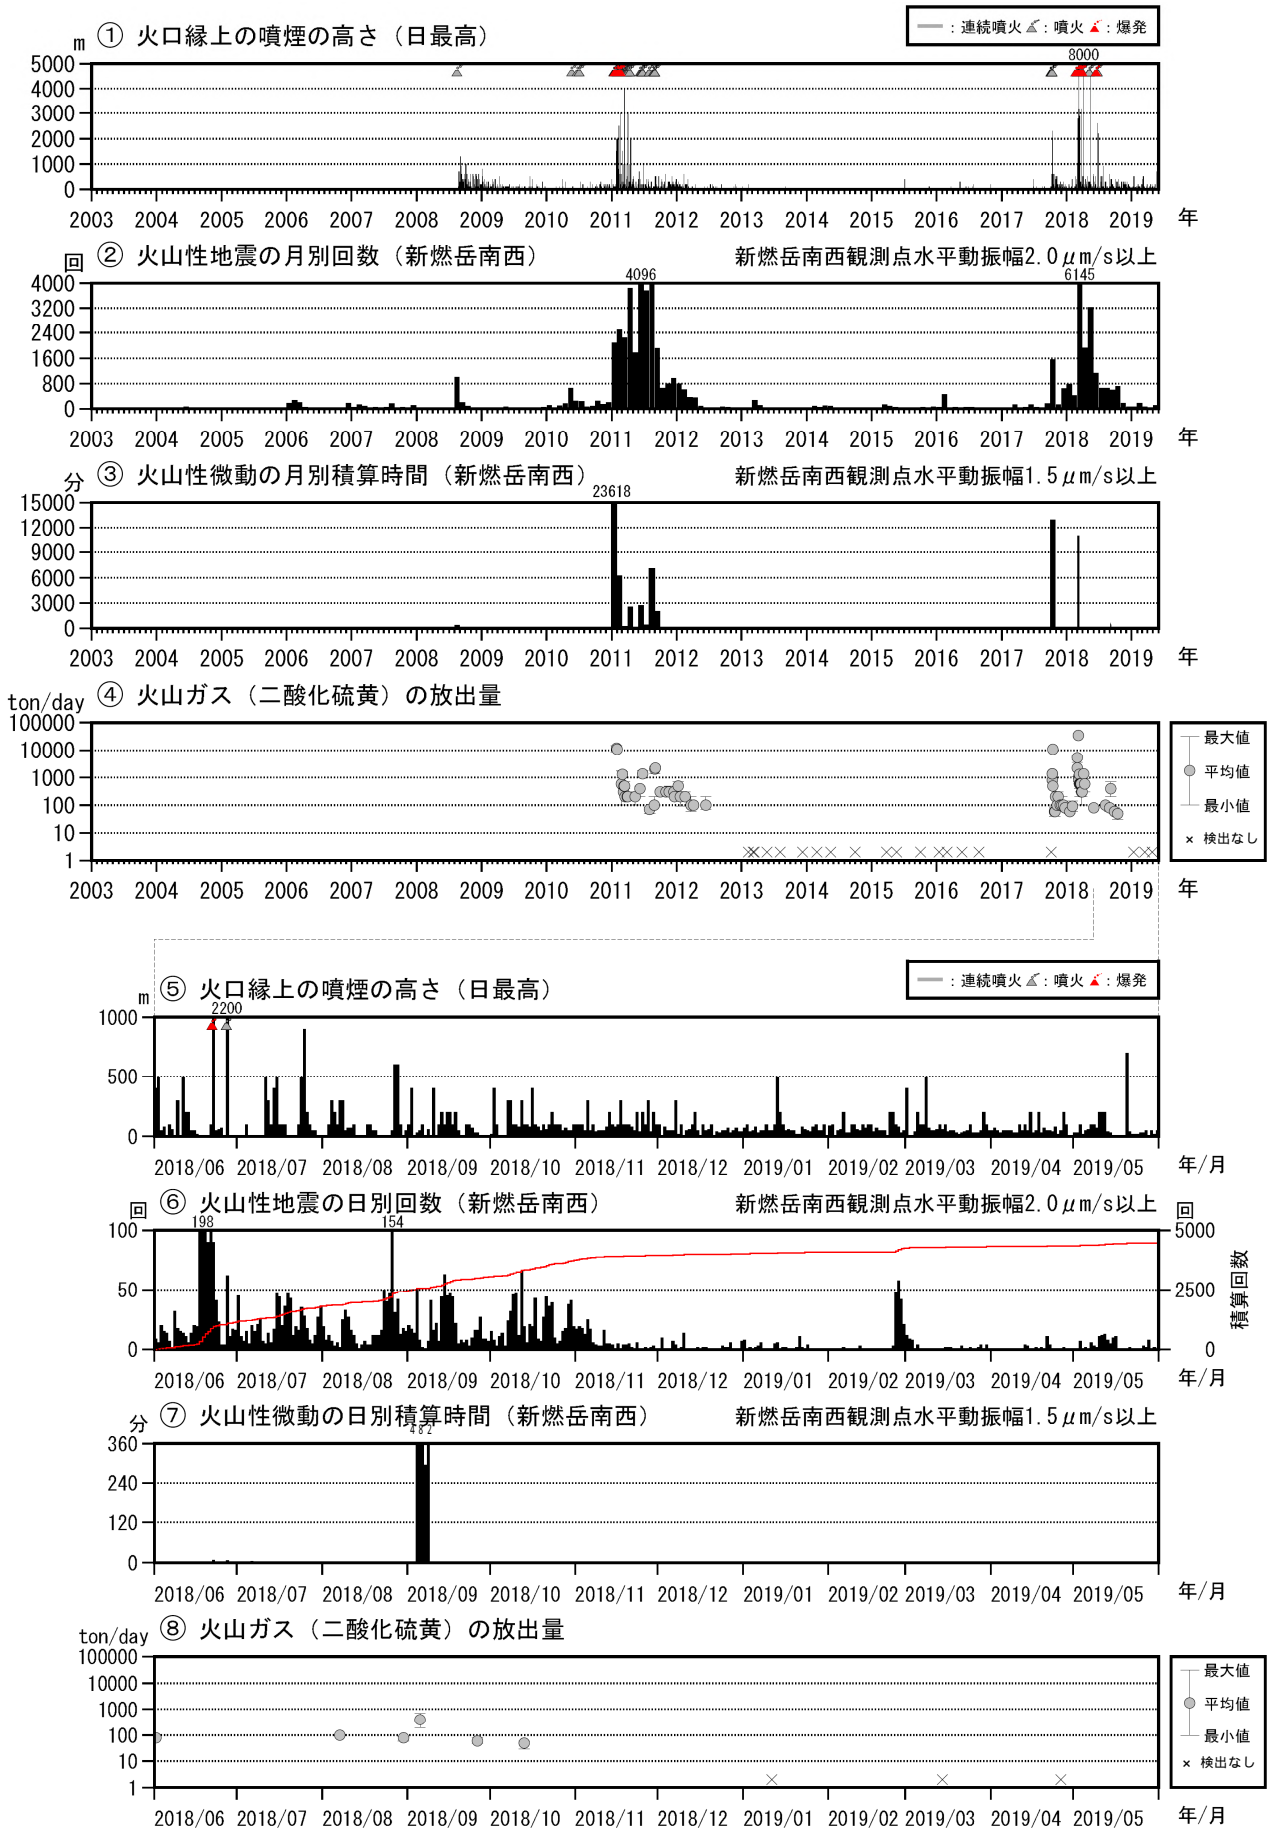 ① 火口縁上の噴煙の高さ（日最高）
：連続噴火 ：噴火 ：爆発
m
8000
5000
4000
3000
2000
1000
0
2003 2004 2005 2006 2007 2008 2009 2010 2011 2012 2013 2014 2015 2016 2017 2018 2019 年
② 火山性地震の月別回数（新燃岳南西） 新燃岳南西観測点水平動振幅2.0μm/s以上
回
4096 6145
4000
3200
2400
1600
800
0
2003 2004 2005 2006 2007 2008 2009 2010 2011 2012 2013 2014 2015 2016 2017 2018 2019 年
③ 火山性微動の月別積算時間（新燃岳南西） 新燃岳南西観測点水平動振幅1.5μm/s以上
分
23618
15000
12000
9000
6000
3000
0
2003 2004 2005 2006 2007 2008 2009 2010 2011 2012 2013 2014 2015 2016 2017 2018 2019 年
④ 火山ガス（二酸化硫黄）の放出量
ton/day
100000
10000
1000
100
10
1
最大値
平均値
最小値
× 検出なし
2003 2004 2005 2006 2007 2008 2009 2010 2011 2012 2013 2014 2015 2016 2017 2018 2019 年
⑤ 火口縁上の噴煙の高さ（日最高）
：連続噴火 ：噴火 ：爆発
m
2200
1000
500
0
2018/06 2018/07 2018/08 2018/09 2018/10 2018/11 2018/12 2019/01 2019/02 2019/03 2019/04 2019/05 年/月
⑥ 火山性地震の日別回数（新燃岳南西） 新燃岳南西観測点水平動振幅2.0μm/s以上
回 回
198 154
100 5000
50 2500
0 0
積算回数
2018/06 2018/07 2018/08 2018/09 2018/10 2018/11 2018/12 2019/01 2019/02 2019/03 2019/04 2019/05 年/月
⑦ 火山性微動の日別積算時間（新燃岳南西） 新燃岳南西観測点水平動振幅1.5μm/s以上
分
482
360
240
120
0
2018/06 2018/07 2018/08 2018/09 2018/10 2018/11 2018/12 2019/01 2019/02 2019/03 2019/04 2019/05 年/月
⑧ 火山ガス（二酸化硫黄）の放出量
ton/day
100000
10000
1000
100
10
1
最大値
平均値
最小値
× 検出なし
2018/06 2018/07 2018/08 2018/09 2018/10 2018/11 2018/12 2019/01 2019/02 2019/03 2019/04 2019/05 年/月